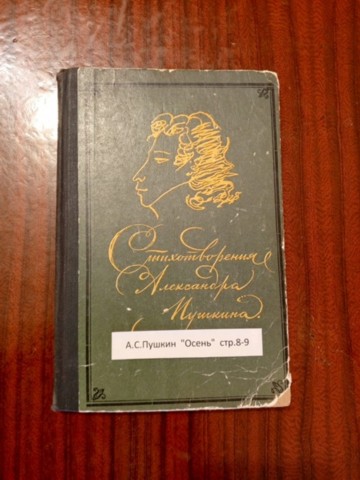 Стихотворения
Александра
Пушкина.
А.С.Пушкин "Осень" стр.8-9